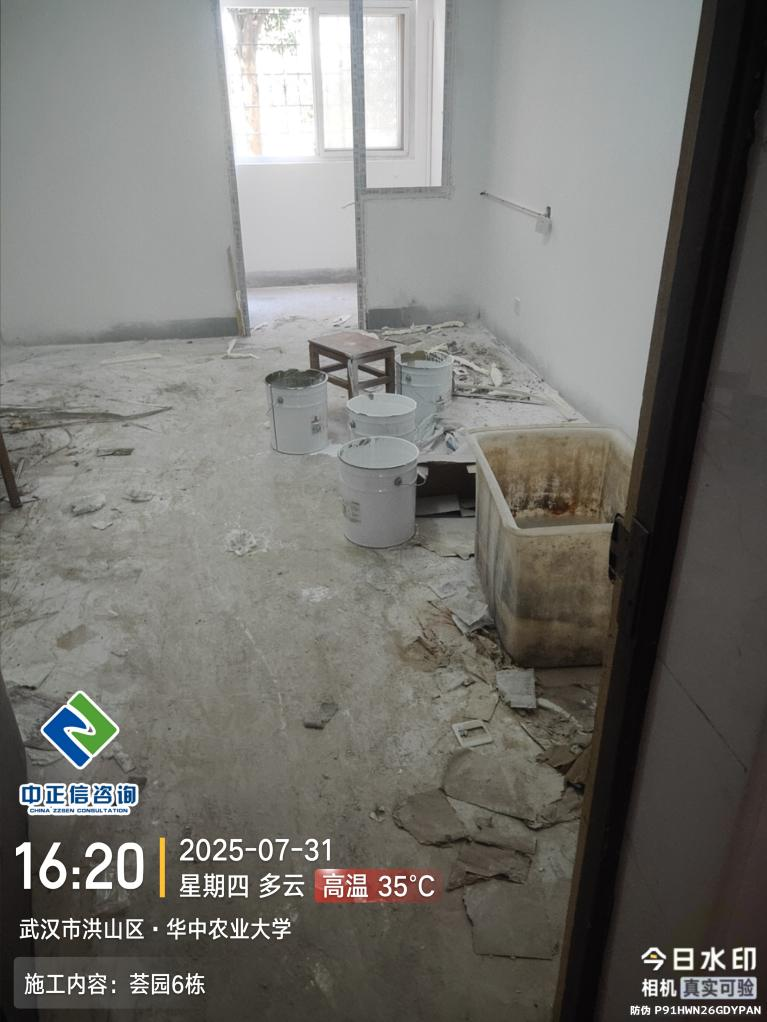 中正信咨询
CHINA ZZSEN CONSULTATION
16:20
2025-07-31
星期四 多云 高温 35°C
武汉市洪山区·华中农业大学
施工内容：荟园6栋
今日水印
相机 真实可验
防伪 P91HWN26GDYPAN